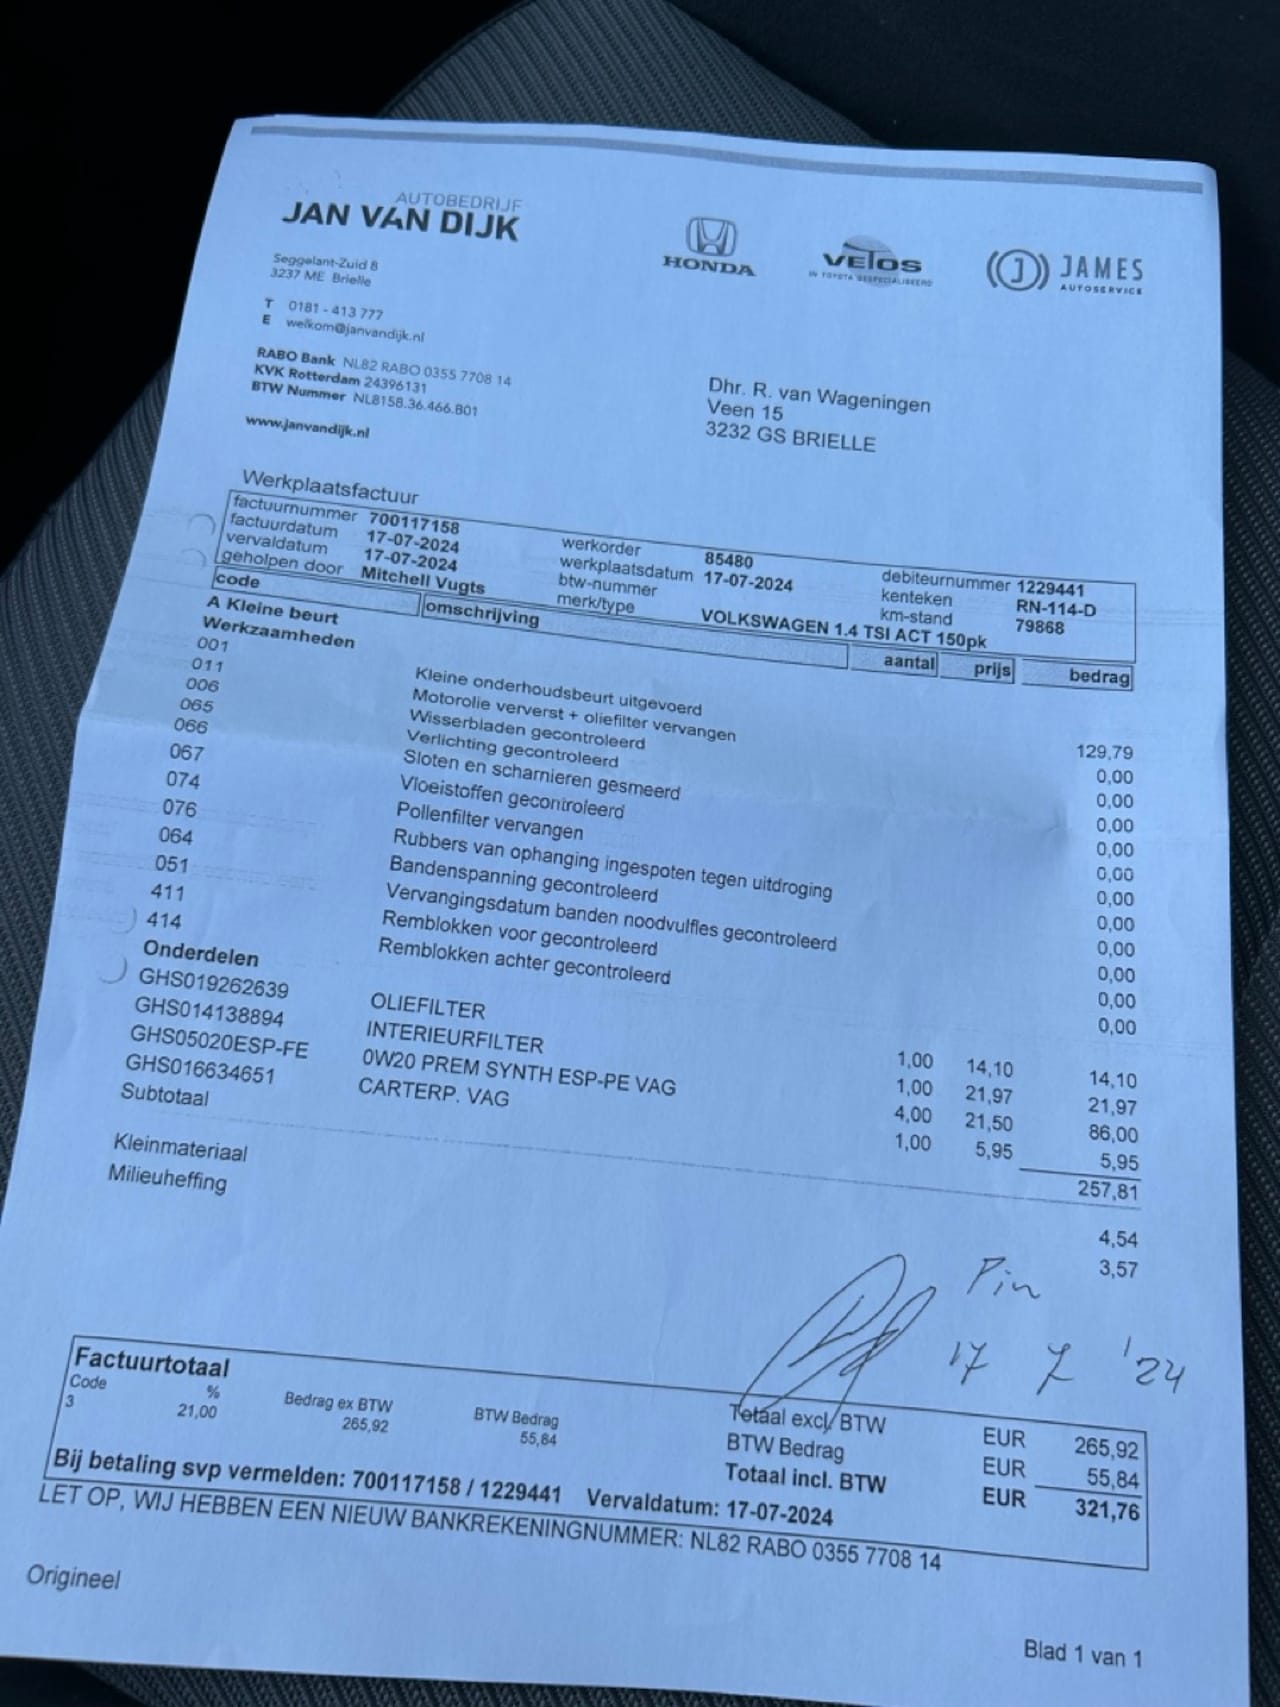 AUTOBEDRIJF
JAN VAN DIJK
Seggelant-Zuid 8
3237 ME Brielle
T 0181 - 413 777
E welkom@janvandijk.nl
RABO Bank NL82 RABO 0355 7708 14
KVK Rotterdam 24396131
BTW Nummer NL8158.36.466.B01
www.janvandijk.nl
HONDA
VETOS
IN TOYOTA GESPECIALISEERD
J JAMES
AUTOSERVICE
Dhr. R. van Wageningen
Veen 15
3232 GS BRIELLE
Werkplaatsfactuur
factuurnummer 700117158 werkorder 85480 debiteurnummer 1229441
factuurdatum 17-07-2024 werkplaatsdatum 17-07-2024 kenteken RN-114-D
vervaldatum 17-07-2024 btw-nummer km-stand 79868
geholpen door Mitchell Vugts merk/type VOLKSWAGEN 1.4 TSI ACT 150pk
code omschrijving aantal prijs bedrag
A Kleine beurt
Werkzaamheden
001 Kleine onderhoudsbeurt uitgevoerd 129,79
011 Motorolie ververst + oliefilter vervangen 0,00
006 Wisserbladen gecontroleerd 0,00
065 Verlichting gecontroleerd 0,00
066 Sloten en scharnieren gesmeerd 0,00
067 Vloeistoffen gecontroleerd 0,00
074 Pollenfilter vervangen 0,00
076 Rubbers van ophanging ingespoten tegen uitdroging 0,00
064 Bandenspanning gecontroleerd 0,00
051 Vervangingsdatum banden noodvulfles gecontroleerd 0,00
411 Remblokken voor gecontroleerd 0,00
414 Remblokken achter gecontroleerd 0,00
Onderdelen
GHS019262639 OLIEFILTER 1,00 14,10 14,10
GHS014138894 INTERIEURFILTER 1,00 21,97 21,97
GHS05020ESP-FE 0W20 PREM SYNTH ESP-PE VAG 4,00 21,50 86,00
GHS016634651 CARTERP. VAG 1,00 5,95 5,95
Subtotaal 257,81
Kleinmateriaal 4,54
Milieuheffing 3,57
Pin
17 7 '24
Factuurtotaal
Code % Bedrag ex BTW BTW Bedrag Totaal excl. BTW EUR 265,92
3 21,00 265,92 55,84 BTW Bedrag EUR 55,84
Totaal incl. BTW EUR 321,76
Bij betaling svp vermelden: 700117158 / 1229441 Vervaldatum: 17-07-2024
LET OP, WIJ HEBBEN EEN NIEUW BANKREKENINGNUMMER: NL82 RABO 0355 7708 14
Origineel
Blad 1 van 1